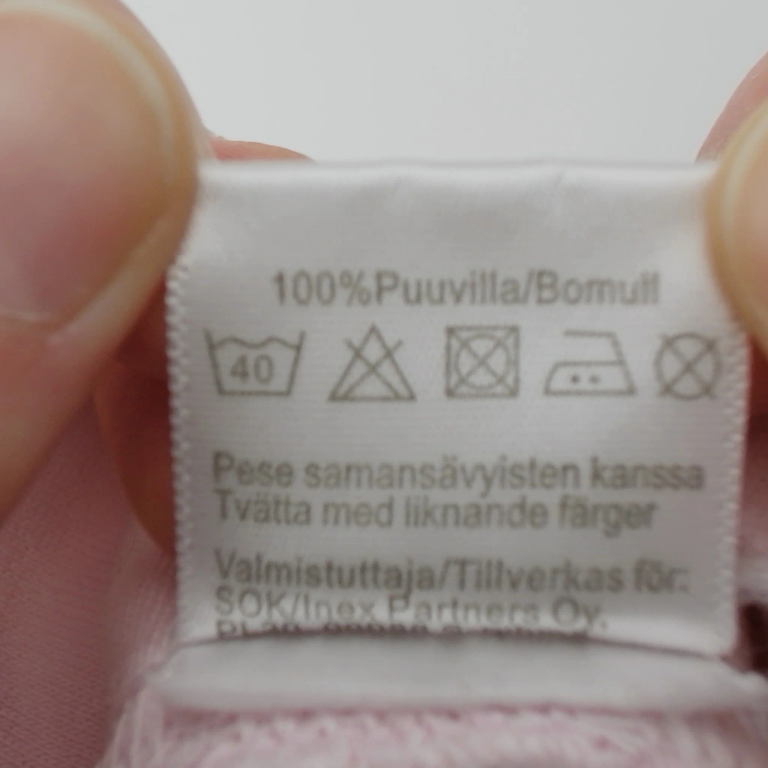 100%Puuvilla/Bomull
40
Pese samansävyisten kanssa
Tvätta med liknande färger
Valmistuttaja/Tillverkas för:
SOK/Inex Partners Oy.